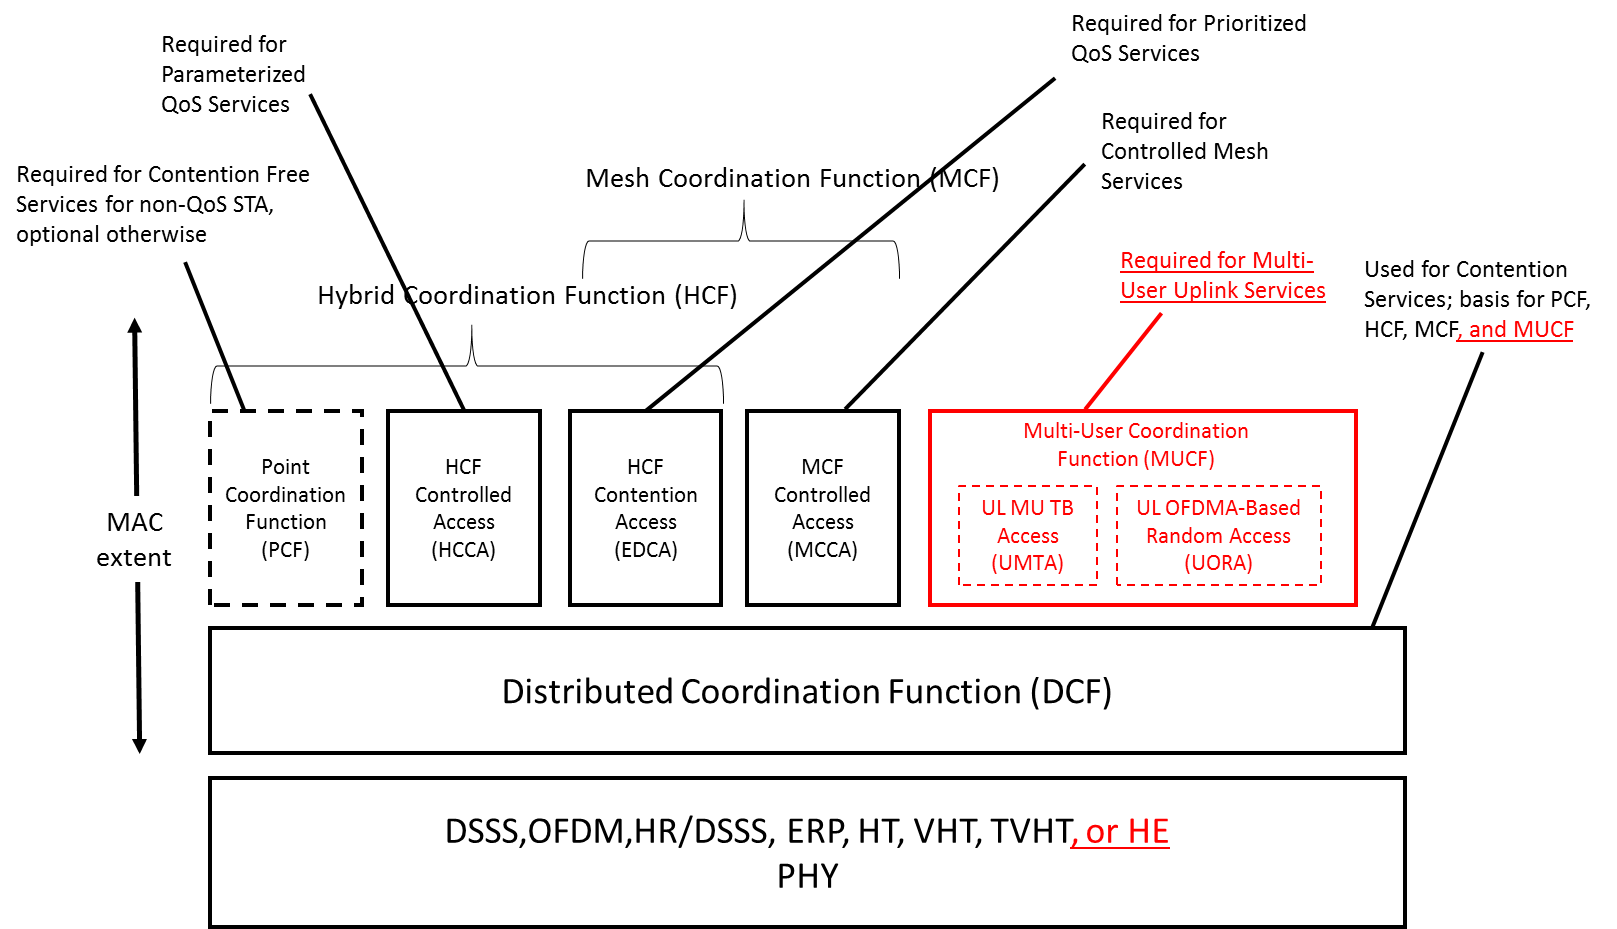 Required for Prioritized
QoS Services
Required for
Parameterized
QoS Services
Required for
Controlled Mesh
Services
Required for Contention Free
Services for non-QoS STA,
optional otherwise
Mesh Coordination Function (MCF)
Required for Multi-
User Uplink Services
Used for Contention
Services; basis for PCF,
HCF, MCF, and MUCF
Hybrid Coordination Function (HCF)
MAC
extent
Point
Coordination
Function
(PCF)
HCF
Controlled
Access
(HCCA)
HCF
Contention
Access
(EDCA)
MCF
Controlled
Access
(MCCA)
Multi-User Coordination
Function (MUCF)
UL MU TB
Access
(UMTA)
UL OFDMA-Based
Random Access
(UORA)
Distributed Coordination Function (DCF)
DSSS,OFDM,HR/DSSS, ERP, HT, VHT, TVHT, or HE
PHY